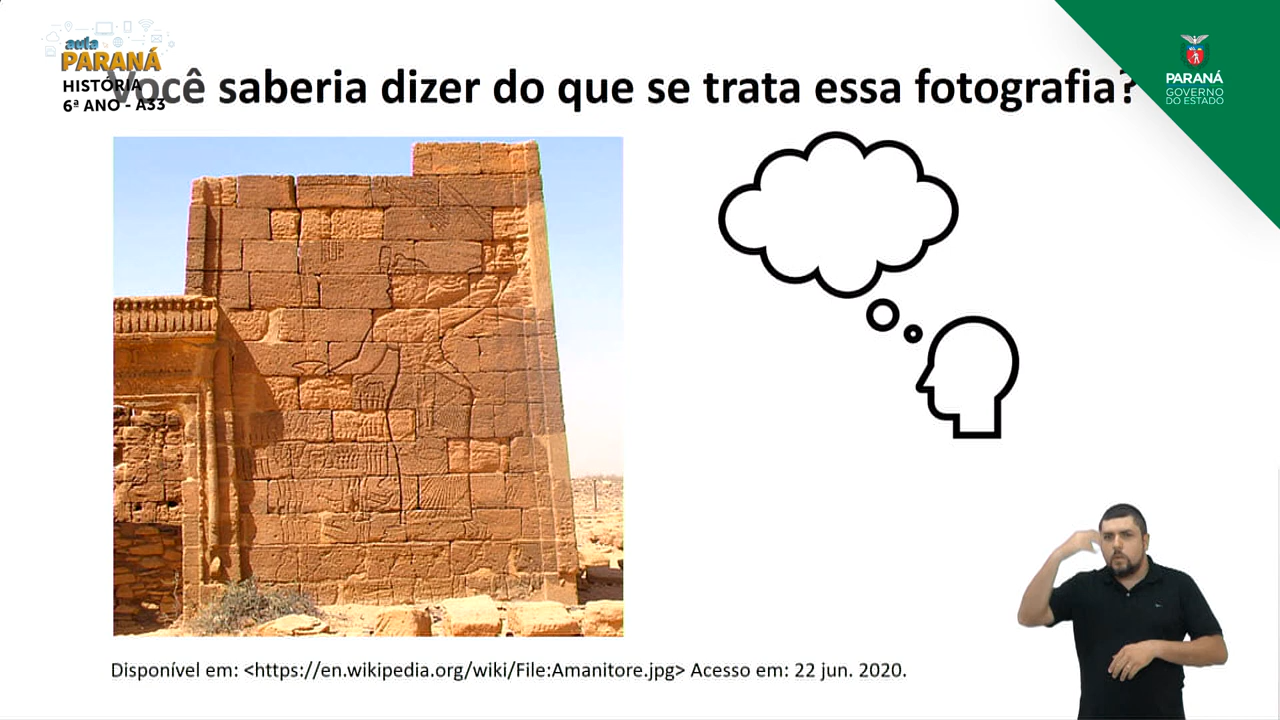 aula
PARANÁ
HISTÓRIA
6ª ANO - A33
Você saberia dizer do que se trata essa fotografia?
PARANÁ
GOVERNO
DO ESTADO
Disponível em: <https://en.wikipedia.org/wiki/File:Amanitore.jpg> Acesso em: 22 jun. 2020.